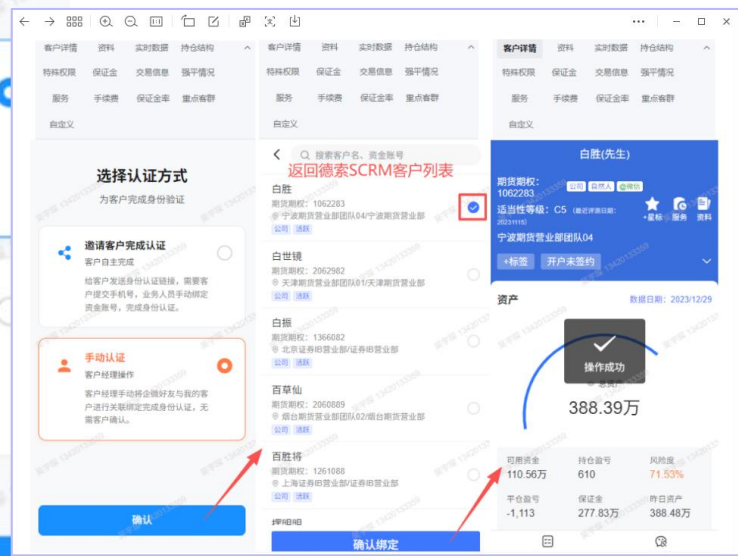 客户详情 资料 实时数据 持仓结构
特殊权限 保证金 交易信息 强平情况
服务 手续费 保证金率 重点客群
自定义
选择认证方式
为客户完成身份验证
邀请客户完成认证
客户自主完成
给客户发送身份认证链接，需要客
户提交手机号，业务人员手动绑定
资金账号，完成身份认证。
手动认证
客户经理操作
客户经理手动将企微好友与我的客
户进行关联绑定完成身份认证，无
需客户确认。
确认
客户详情 资料 实时数据 持仓结构
特殊权限 保证金 交易信息 强平情况
服务 手续费 保证金率 重点客群
自定义
搜索客户名、资金账号
返回德索SCRM客户列表
白胜
期货期权：1062283
宁波期货营业部团队04/宁波期货营业部
公司 活跃
白世镜
期货期权：2062982
天津期货营业部团队01/天津期货营业部
公司 活跃
白振
期货期权：1366082
北京证券IB营业部/证券IB营业部
公司 活跃
百草仙
期货期权：2060889
烟台期货营业部团队02/烟台期货营业部
公司 活跃
百胜将
期货期权：1261088
上海证券IB营业部/证券IB营业部
公司 活跃
确认绑定
客户详情 资料 实时数据 持仓结构
特殊权限 保证金 交易信息 强平情况
服务 手续费 保证金率 重点客群
自定义
白胜(先生)
期货期权：
1062283 公司 自然人 @微信
适当性等级：C5 (最近评测日期：
20231115)
+星标 服务 资料
宁波期货营业部团队04
+标签 开户未签约
资产 数据日期：2023/12/29
操作成功
总资产
388.39万
可用资金 持仓盈亏 风险度
110.56万 610 71.53%
平仓盈亏 保证金 昨日资产
-1,113 277.83万 388.48万